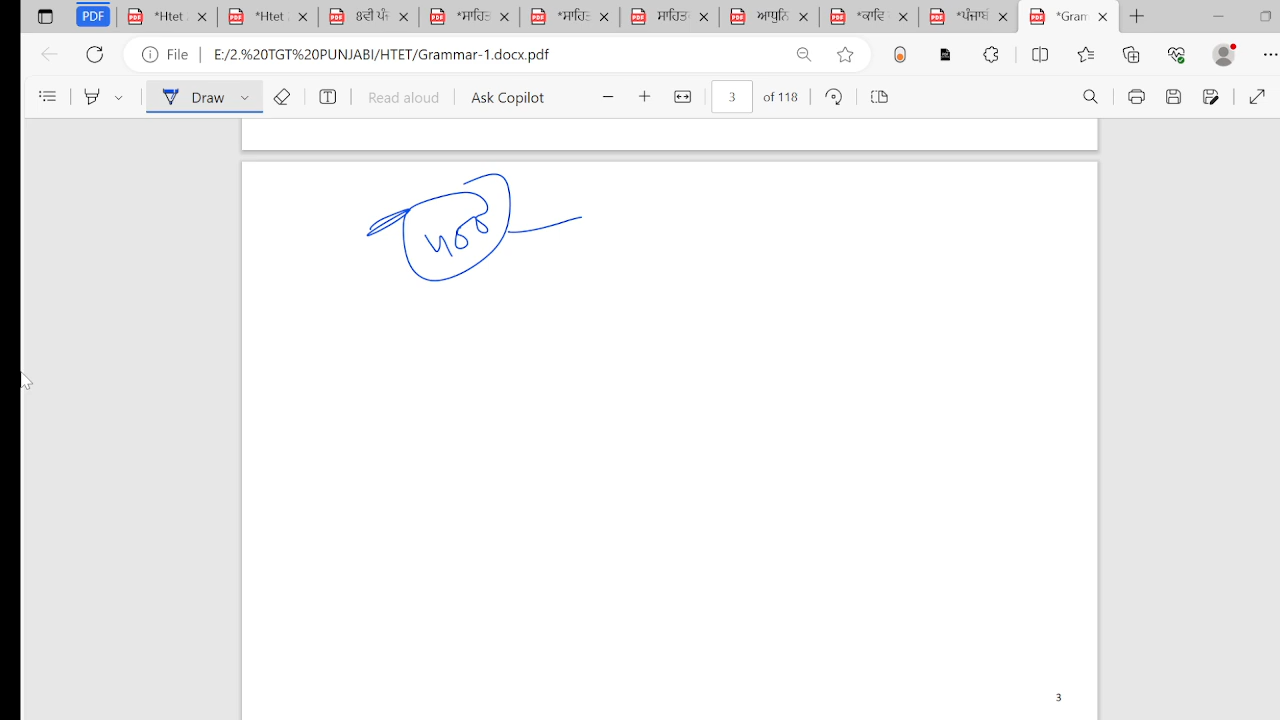 PDF *Htet *Htet 8ਵੀ ਪੰ *ਸਾਹਿਤ *ਸਾਹਿ ਸਾਹਿਤ ਆਧੁਨਿ *ਕਾਵਿ *ਪੰਜਾਬ *Gram
File E:/2.%20TGT%20PUNJABI/HTET/Grammar-1.docx.pdf
Draw Read aloud Ask Copilot 3 of 118
3